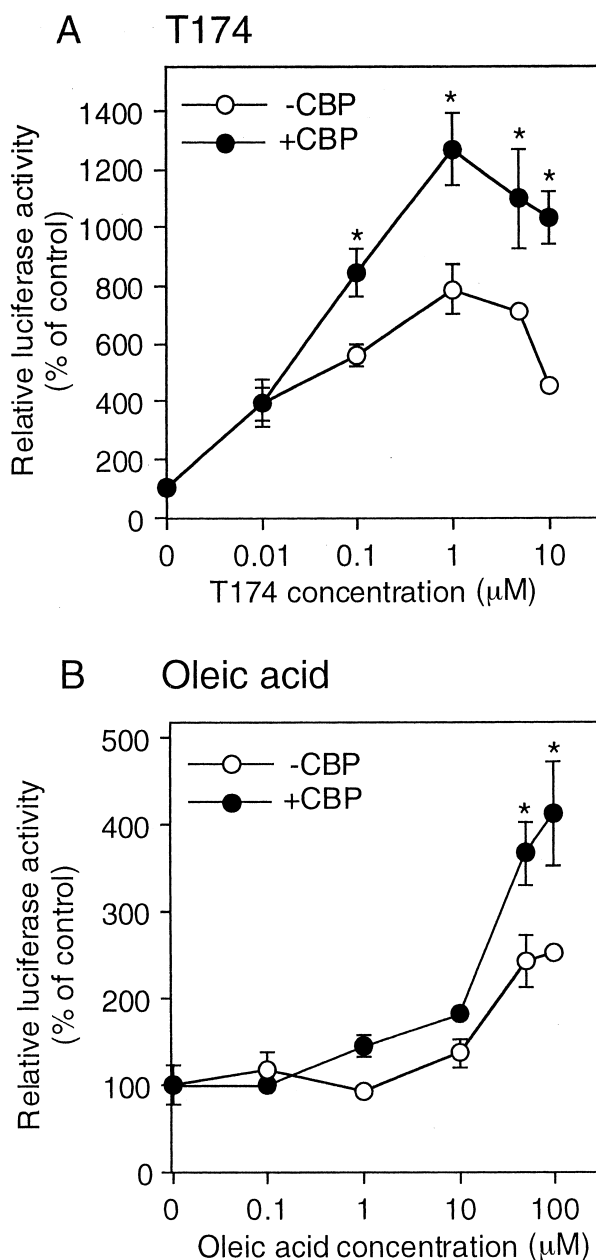 A T174
Relative luciferase activity
(% of control)
-CBP
+CBP
1400
1200
1000
800
600
400
200
0
*
*
*
*
0 0.01 0.1 1 10
T174 concentration (μM)
B Oleic acid
Relative luciferase activity
(% of control)
-CBP
+CBP
500
400
300
200
100
0
*
*
0 0.1 1 10 100
Oleic acid concentration (μM)